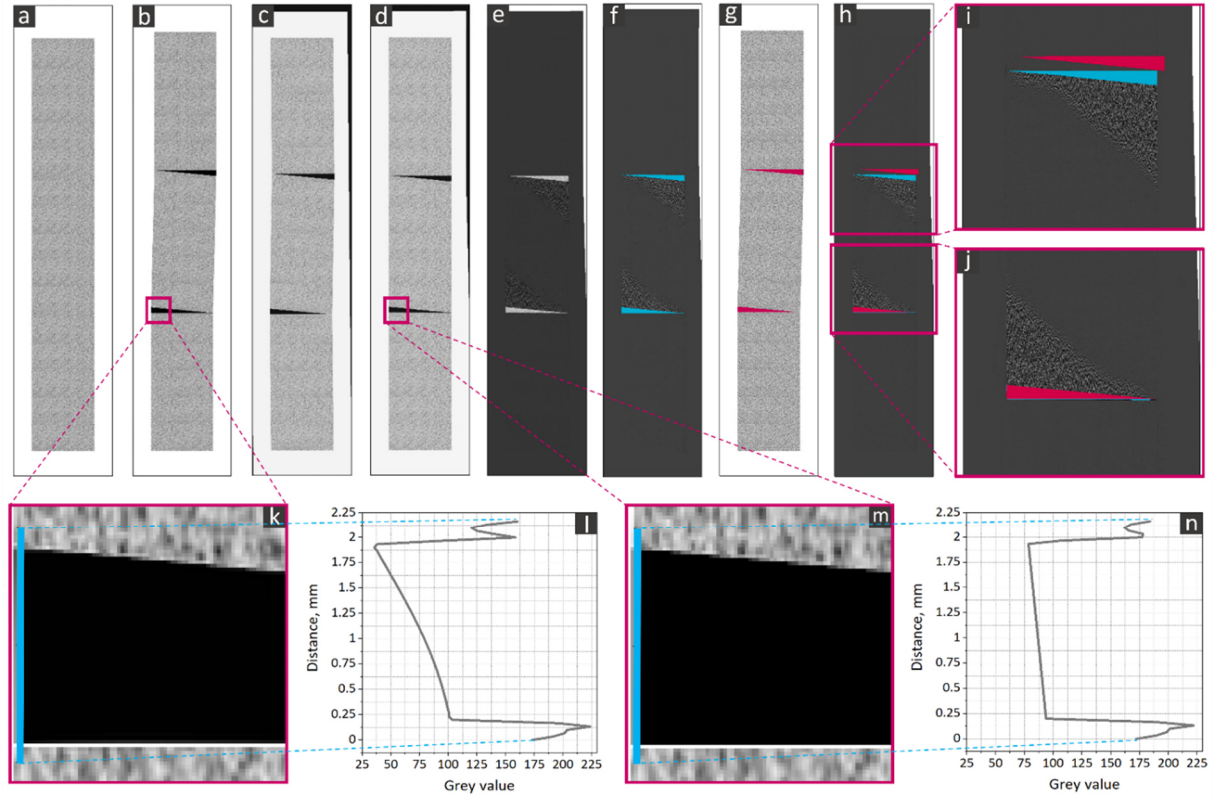 a b c d e f g h i
j
k l m n
2.25 2.25
2 2
1.75 1.75
1.5 1.5
1.25 1.25
1 1
0.75 0.75
0.5 0.5
0.25 0.25
0 0
Distance, mm Distance, mm
25 50 75 100 125 150 175 200 225 25 50 75 100 125 150 175 200 225
Grey value Grey value